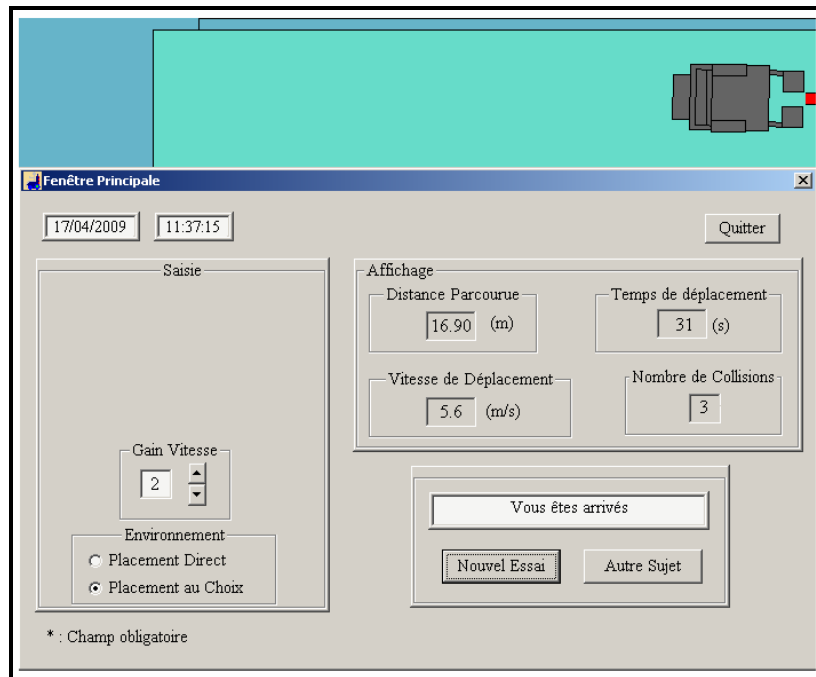 Fenêtre Principale
17/04/2009 11:37:15
Quitter
Saisie
Affichage
Distance Parcourue
16.90 (m)
Temps de déplacement
31 (s)
Vitesse de Déplacement
5.6 (m/s)
Nombre de Collisions
3
Gain Vitesse
2
Environnement
Placement Direct
Placement au Choix
Vous êtes arrivés
Nouvel Essai
Autre Sujet
* : Champ obligatoire